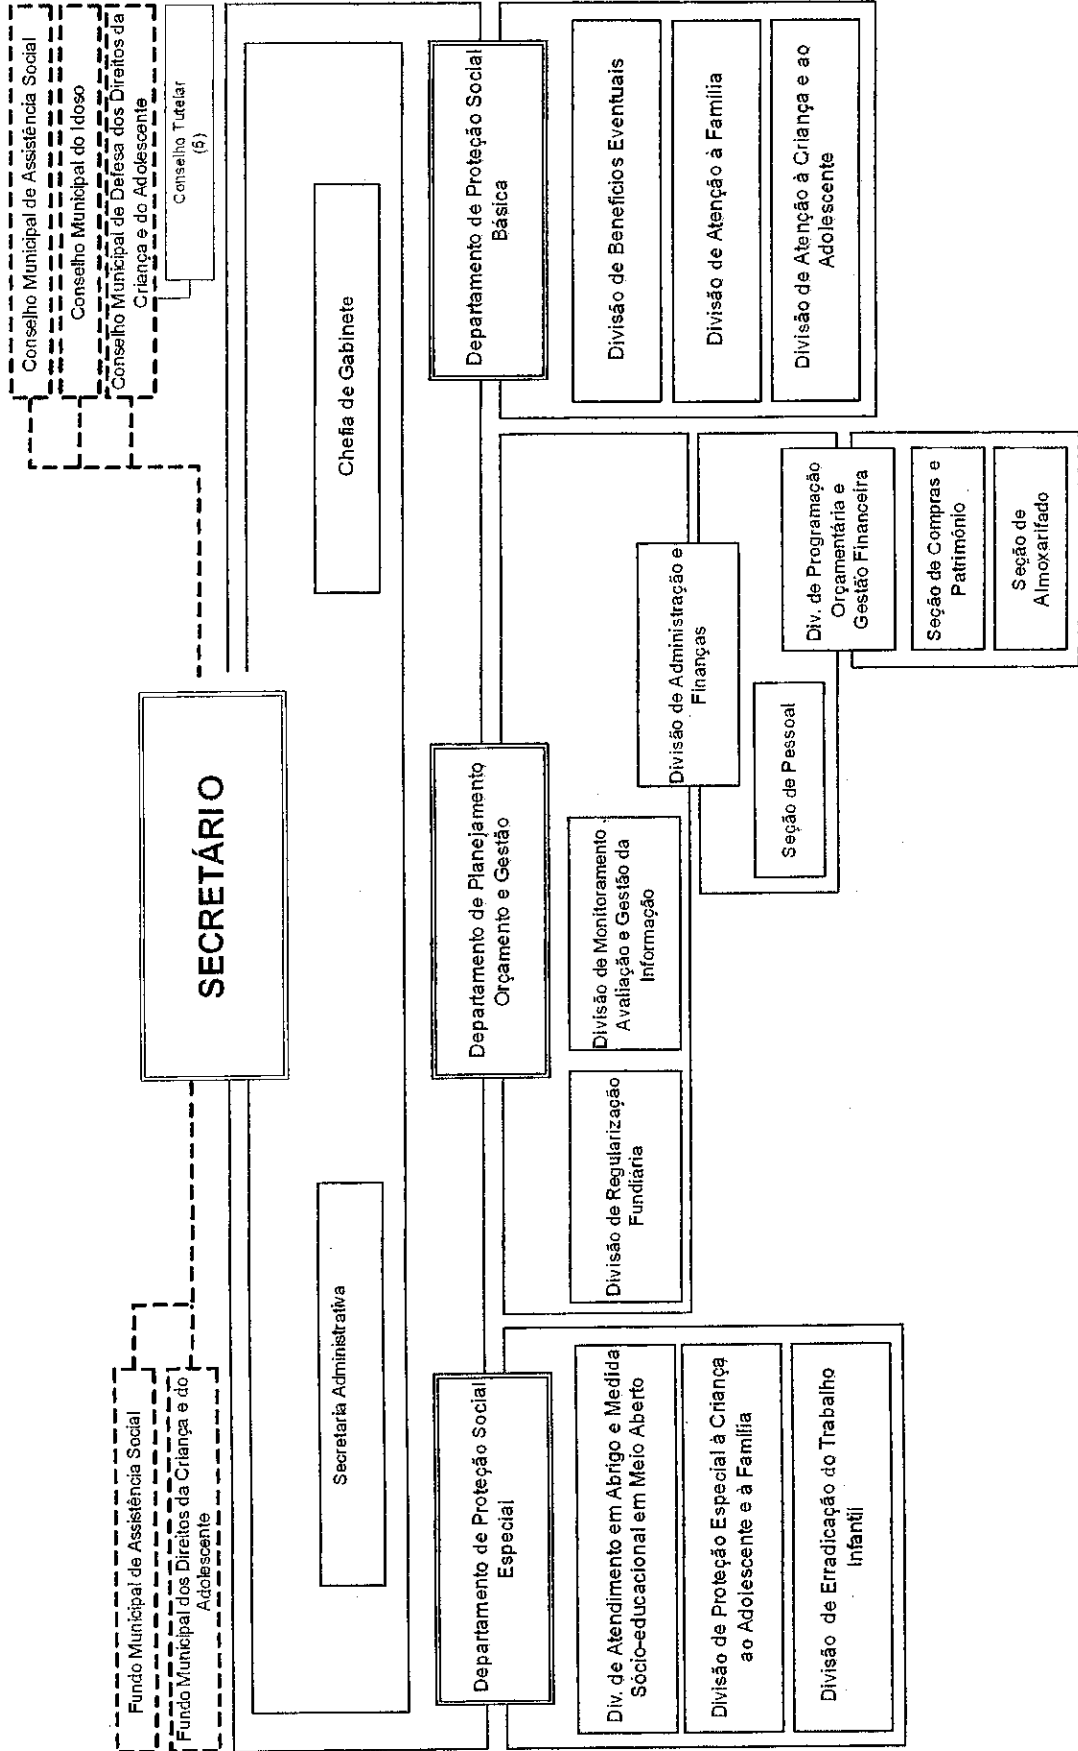 Fundo Municipal de Assistência Social
Fundo Municipal dos Direitos da Criança e do
Adolescente
SECRETÁRIO
Conselho Municipal de Assistência Social
Conselho Municipal do Idoso
Conselho Municipal de Defesa dos Direitos da
Criança e do Adolescente
Conselho Tutelar
(5)
Secretaria Administrativa
Chefia de Gabinete
Departamento de Proteção Social
Especial
Departamento de Planejamento
Orçamento e Gestão
Departamento de Proteção Social
Básica
Div. de Atendimento em Abrigo e Medida
Sócio-educacional em Meio Aberto
Divisão de Proteção Especial à Criança
ao Adolescente e à Família
Divisão de Erradicação do Trabalho
Infantil
Divisão de Regularização
Fundiária
Divisão de Monitoramento
Avaliação e Gestão da
Informação
Divisão de Administração e
Finanças
Seção de Pessoal
Div. de Programação
Orçamentária e
Gestão Financeira
Seção de Compras e
Patrimônio
Seção de
Almoxarifado
Divisão de Benefícios Eventuais
Divisão de Atenção à Família
Divisão de Atenção à Criança e ao
Adolescente